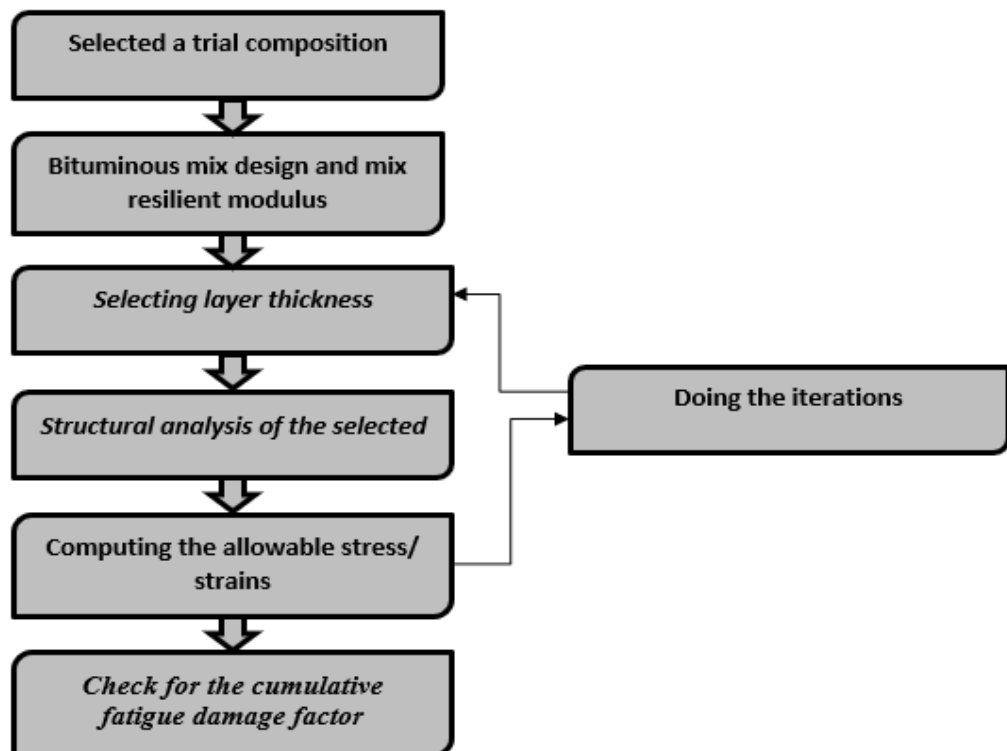 Selected a trial composition
Bituminous mix design and mix
resilient modulus
Selecting layer thickness
Structural analysis of the selected
Doing the iterations
Computing the allowable stress/
strains
Check for the cumulative
fatigue damage factor